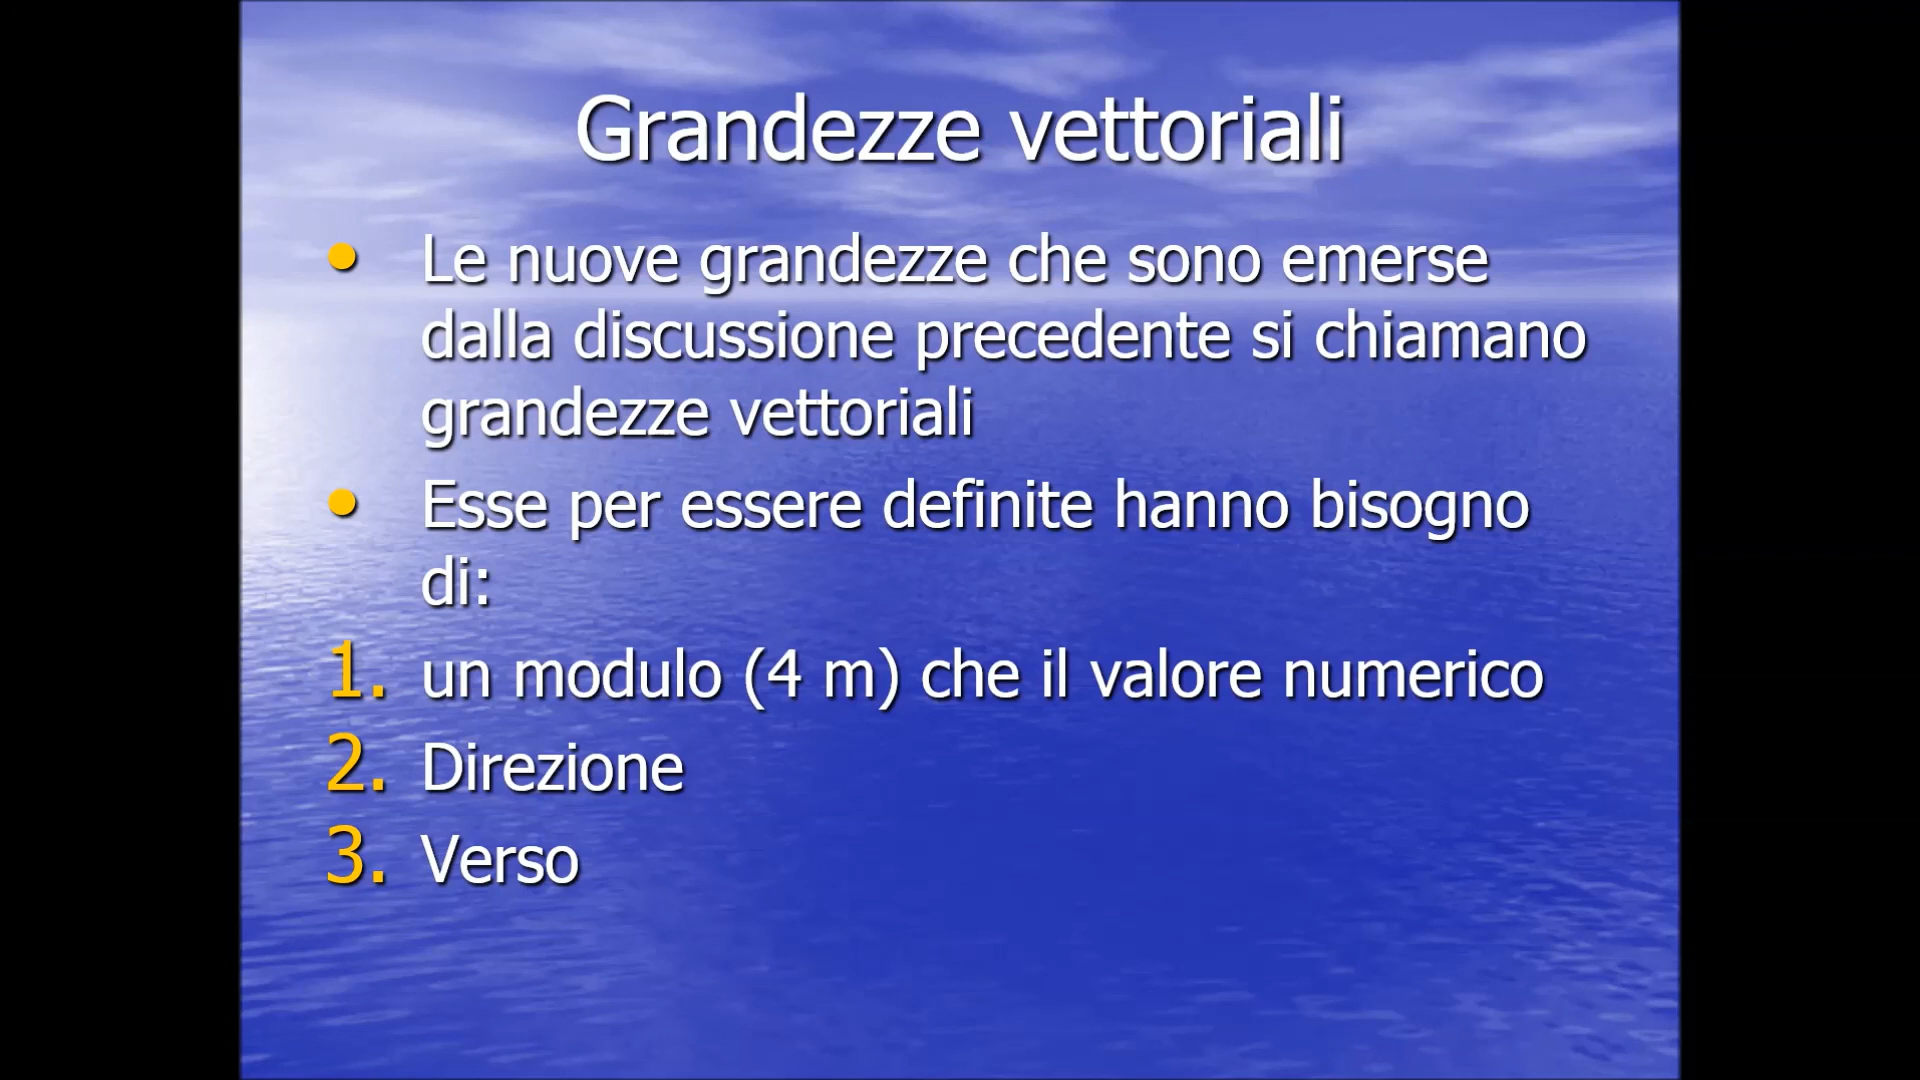 Grandezze vettoriali
• Le nuove grandezze che sono emerse
dalla discussione precedente si chiamano
grandezze vettoriali
• Esse per essere definite hanno bisogno
di:
1. un modulo (4 m) che il valore numerico
2. Direzione
3. Verso